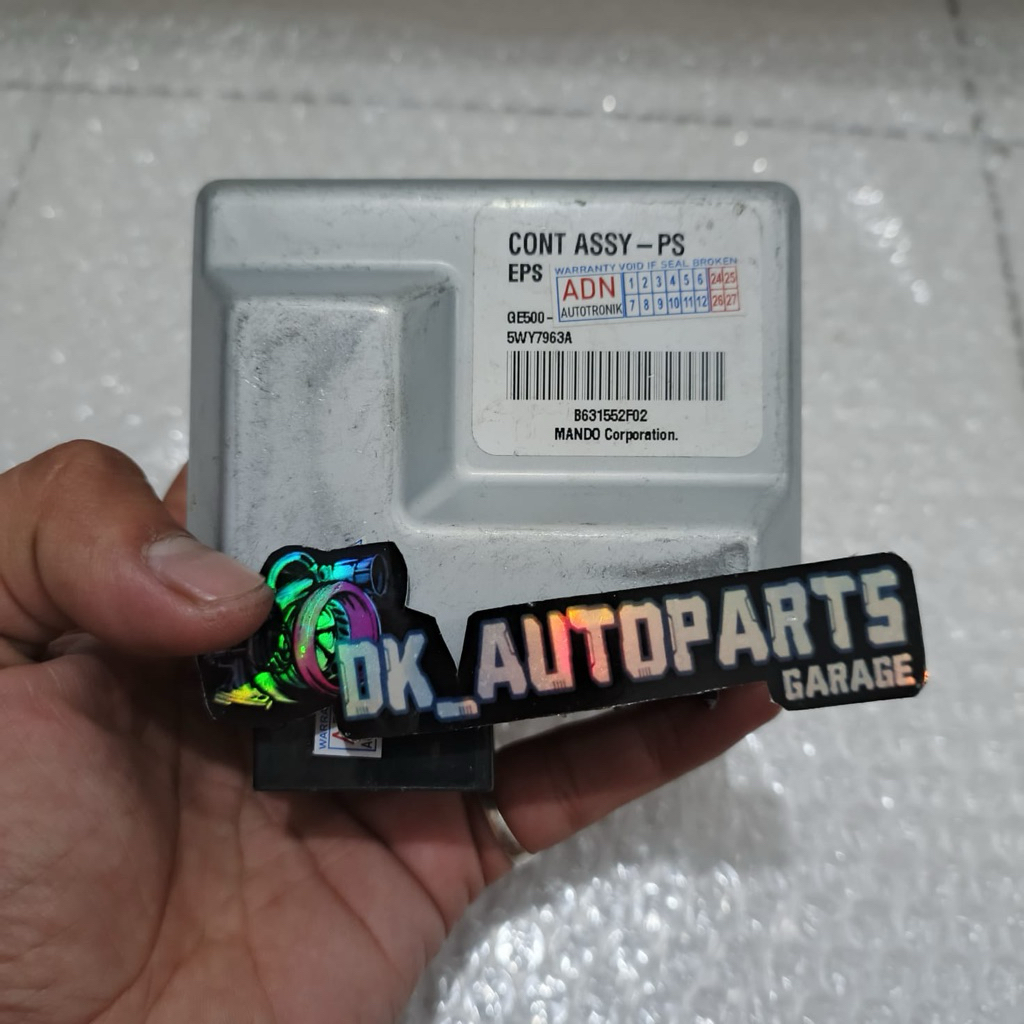 CONT ASSY – PS
EPS
WARRANTY VOID IF SEAL BROKEN
ADN
AUTOTRONIK
1 2 3 4 5 6 24 25
7 8 9 10 11 12 26 27
GE500-
5WY7963A
B631552F02
MANDO Corporation.
DK_AUTOPARTS
GARAGE